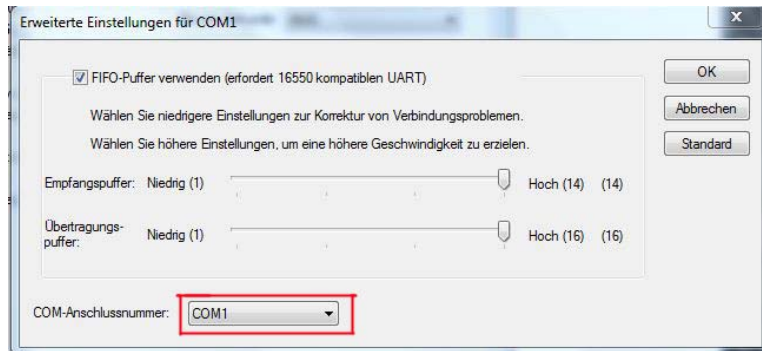 Erweiterte Einstellungen für COM1
x
FIFO-Puffer verwenden (erfordert 16550 kompatiblen UART)
OK
Wählen Sie niedrigere Einstellungen zur Korrektur von Verbindungsproblemen.
Abbrechen
Wählen Sie höhere Einstellungen, um eine höhere Geschwindigkeit zu erzielen.
Standard
Empfangspuffer: Niedrig (1) Hoch (14) (14)
Übertragungs-
puffer: Niedrig (1) Hoch (16) (16)
COM-Anschlussnummer: COM1